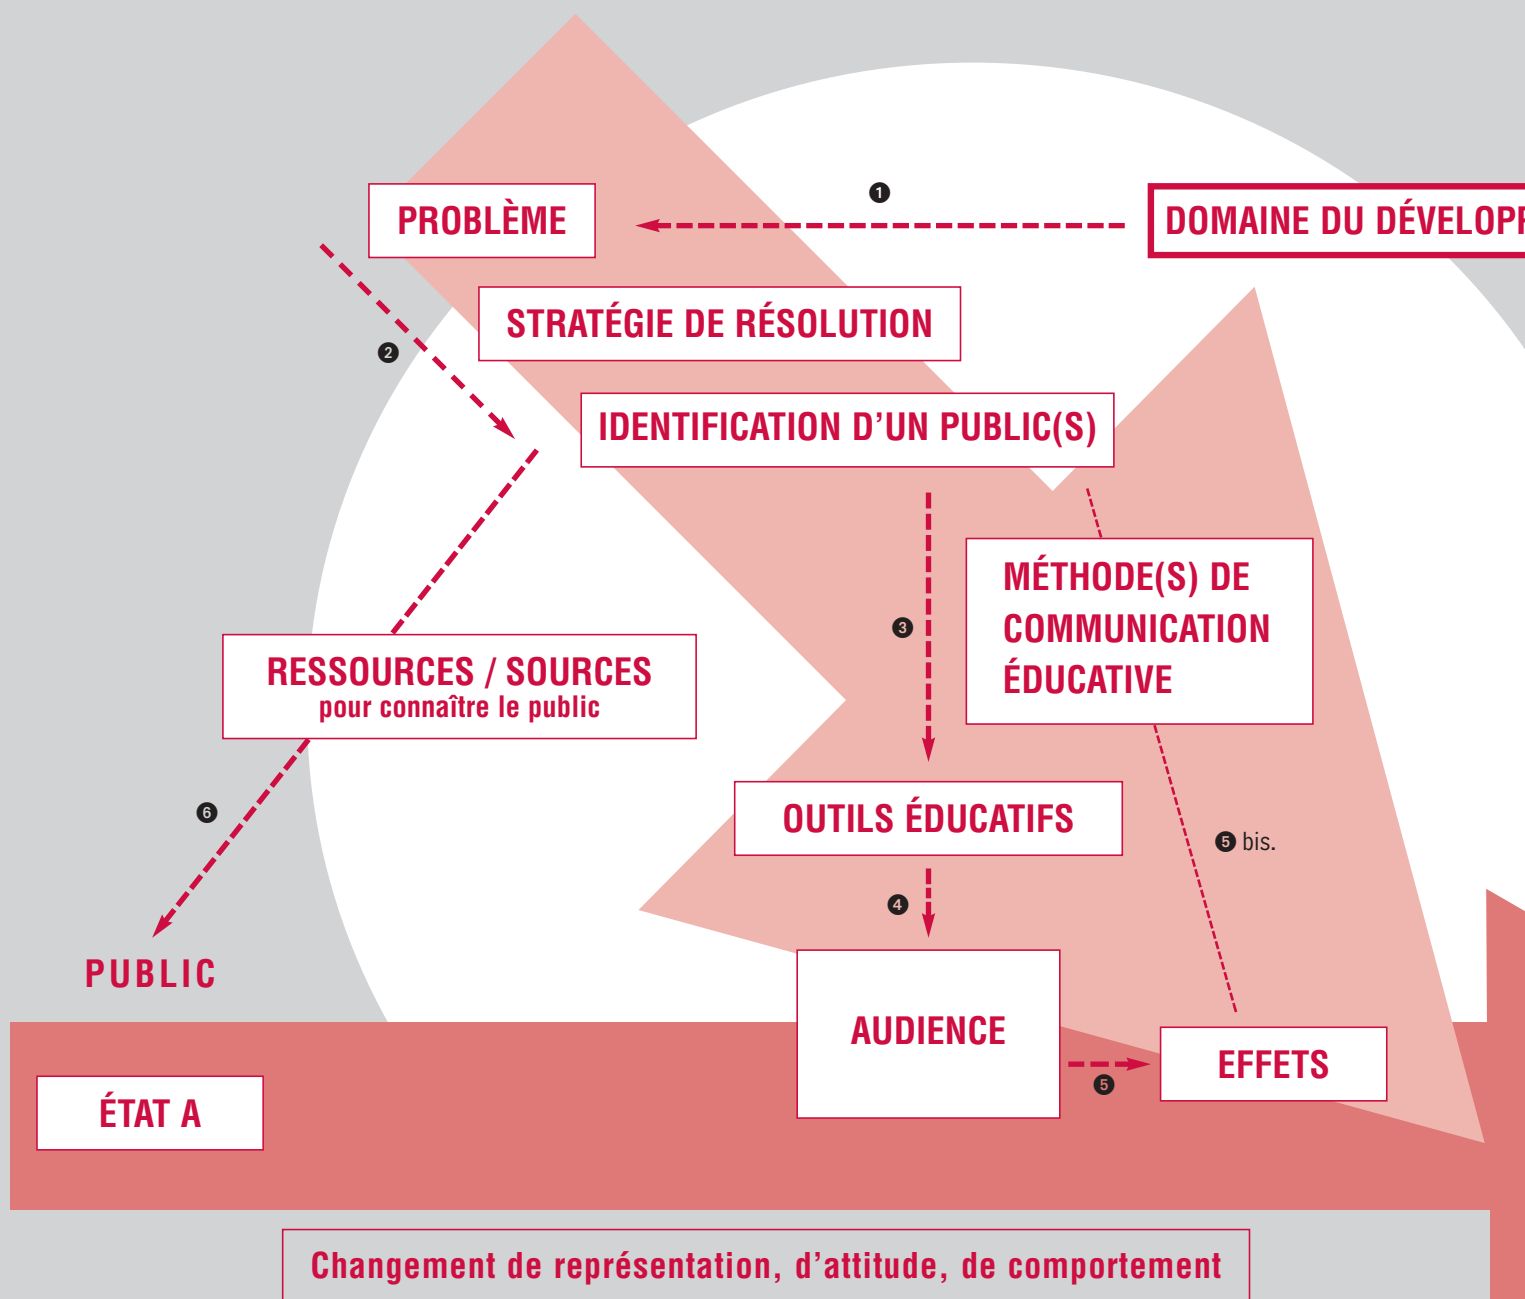 ❶
PROBLÈME
DOMAINE DU DÉVELOPP
STRATÉGIE DE RÉSOLUTION
❷
IDENTIFICATION D'UN PUBLIC(S)
MÉTHODE(S) DE
COMMUNICATION
ÉDUCATIVE
❸
RESSOURCES / SOURCES
pour connaître le public
❻
OUTILS ÉDUCATIFS
❺ bis.
❹
PUBLIC
AUDIENCE
EFFETS
❺
ÉTAT A
Changement de représentation, d'attitude, de comportement